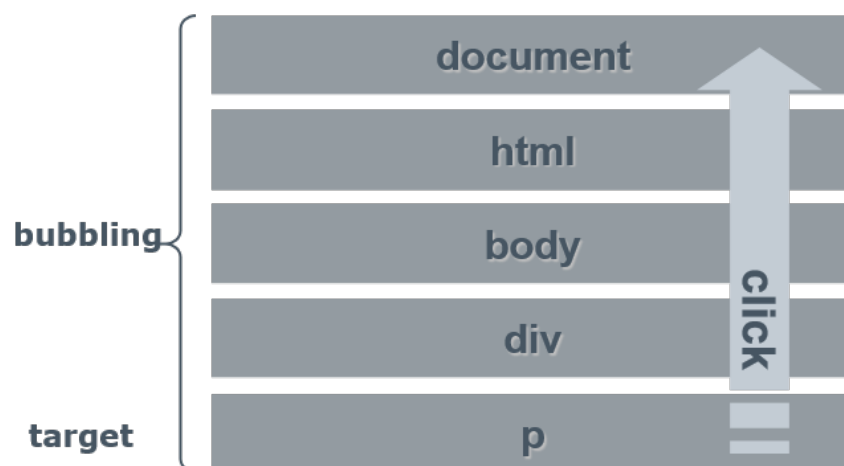 document
html
bubbling
body
click
div
target
p